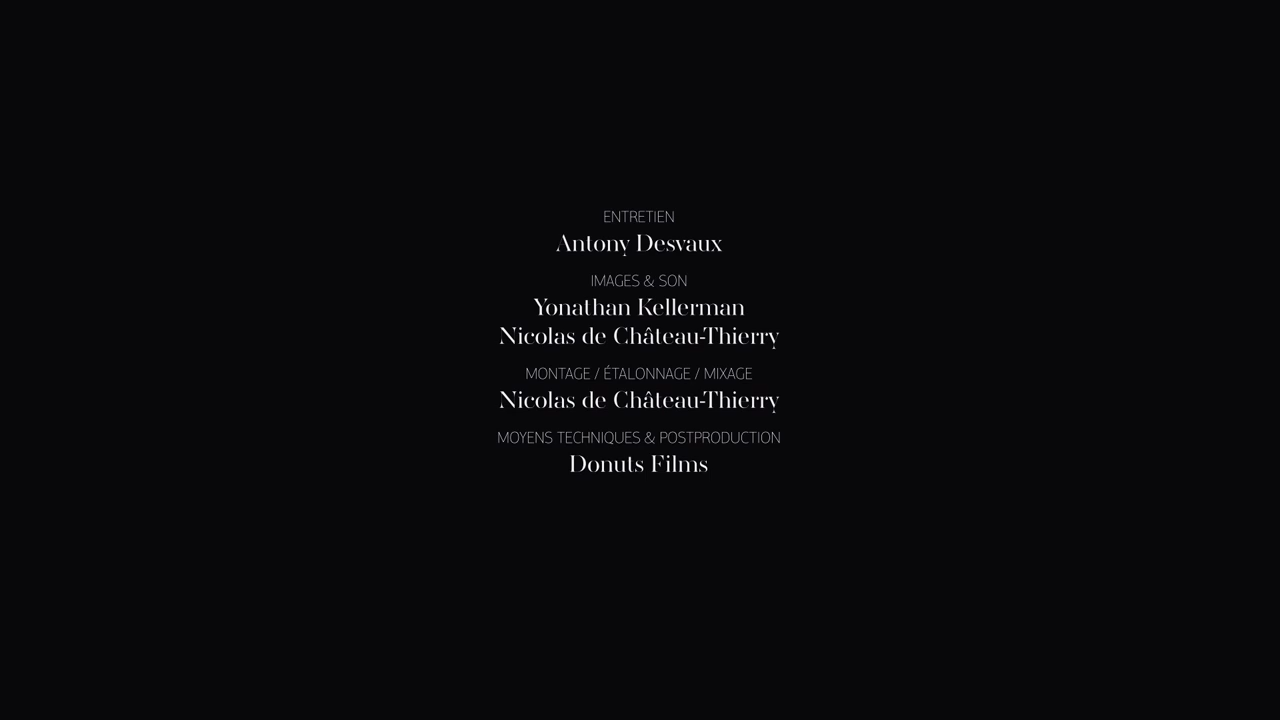 ENTRETIEN
Antony Desvaux
IMAGES & SON
Yonathan Kellerman
Nicolas de Château-Thierry
MONTAGE / ÉTALONNAGE / MIXAGE
Nicolas de Château-Thierry
MOYENS TECHNIQUES & POSTPRODUCTION
Donuts Films